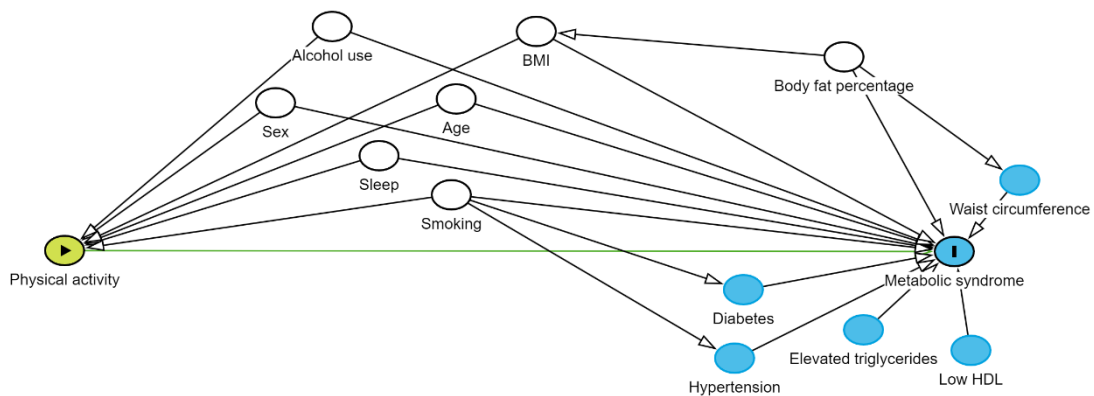 Alcohol use
BMI
Body fat percentage
Sex
Age
Sleep
Smoking
Waist circumference
Physical activity
Metabolic syndrome
Diabetes
Elevated triglycerides
Hypertension
Low HDL